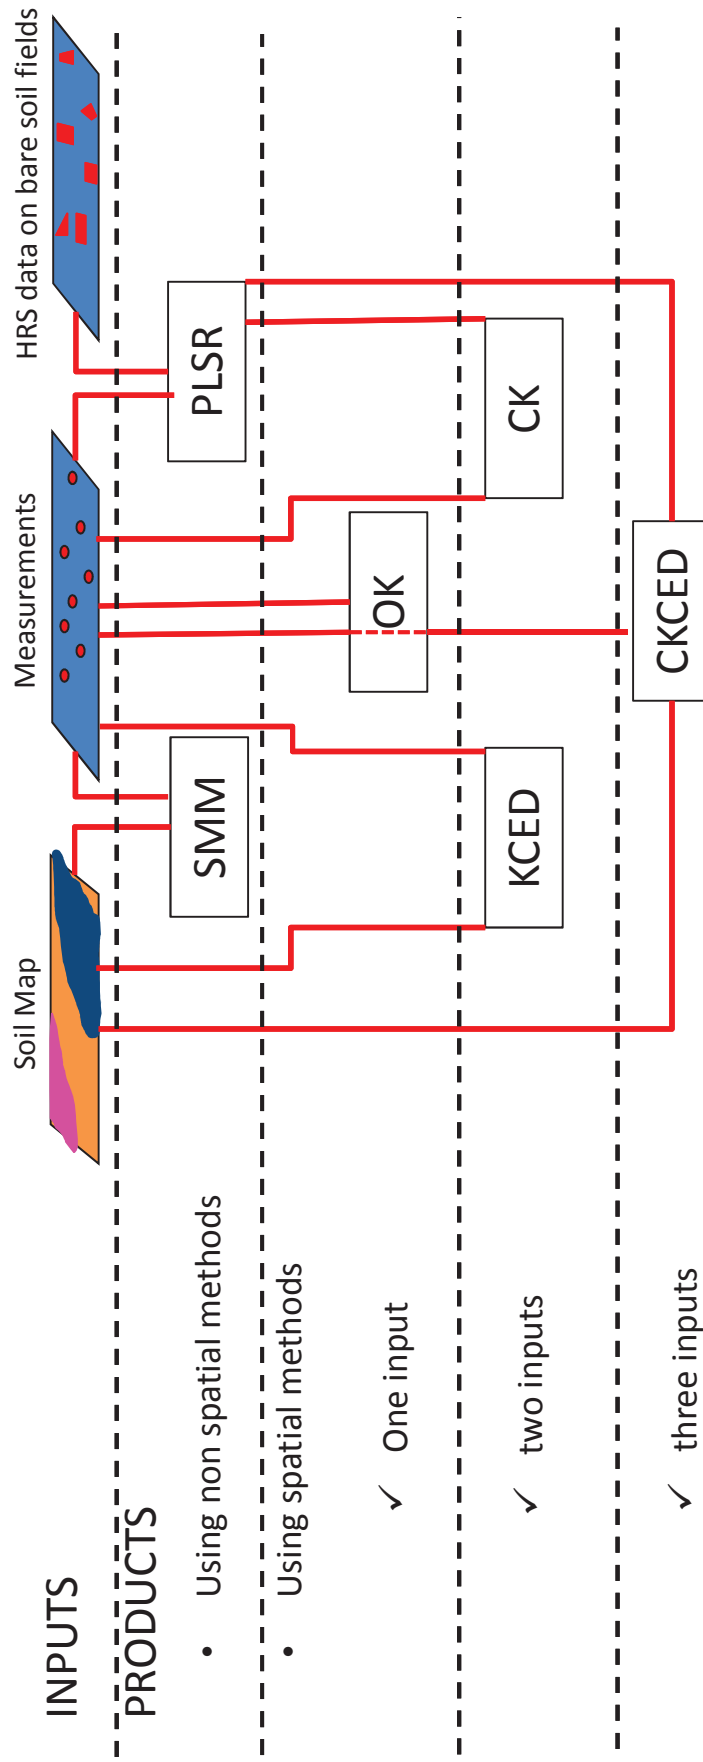 INPUTS
Soil Map
Measurements
HRS data on bare soil fields
PRODUCTS
• Using non spatial methods
SMM
PLSR
• Using spatial methods
✓ One input
OK
✓ two inputs
KCED
CK
✓ three inputs
CKCED